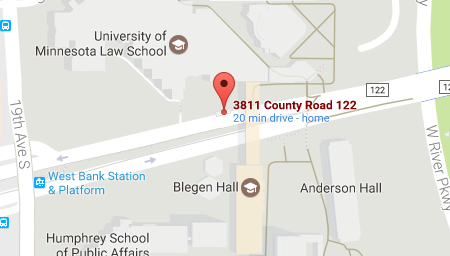 University of
Minnesota Law School
122
12
3811 County Road 122
20 min drive - home
19th Ave S
W River Pkwy
West Bank Station
& Platform
Blegen Hall
Anderson Hall
Humphrey School
of Public Affairs